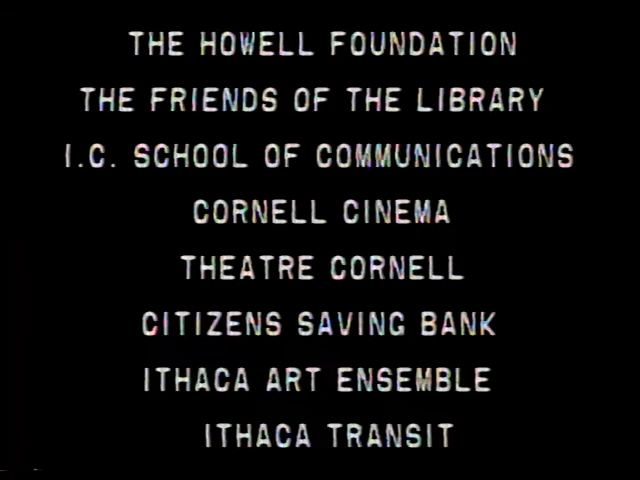 THE HOWELL FOUNDATION
THE FRIENDS OF THE LIBRARY
I.C. SCHOOL OF COMMUNICATIONS
CORNELL CINEMA
THEATRE CORNELL
CITIZENS SAVING BANK
ITHACA ART ENSEMBLE
ITHACA TRANSIT